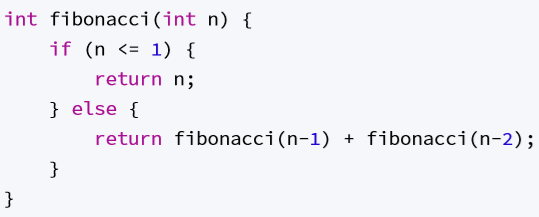 int fibonacci(int n) {
    if (n <= 1) {
        return n;
    } else {
        return fibonacci(n-1) + fibonacci(n-2);
    }
}